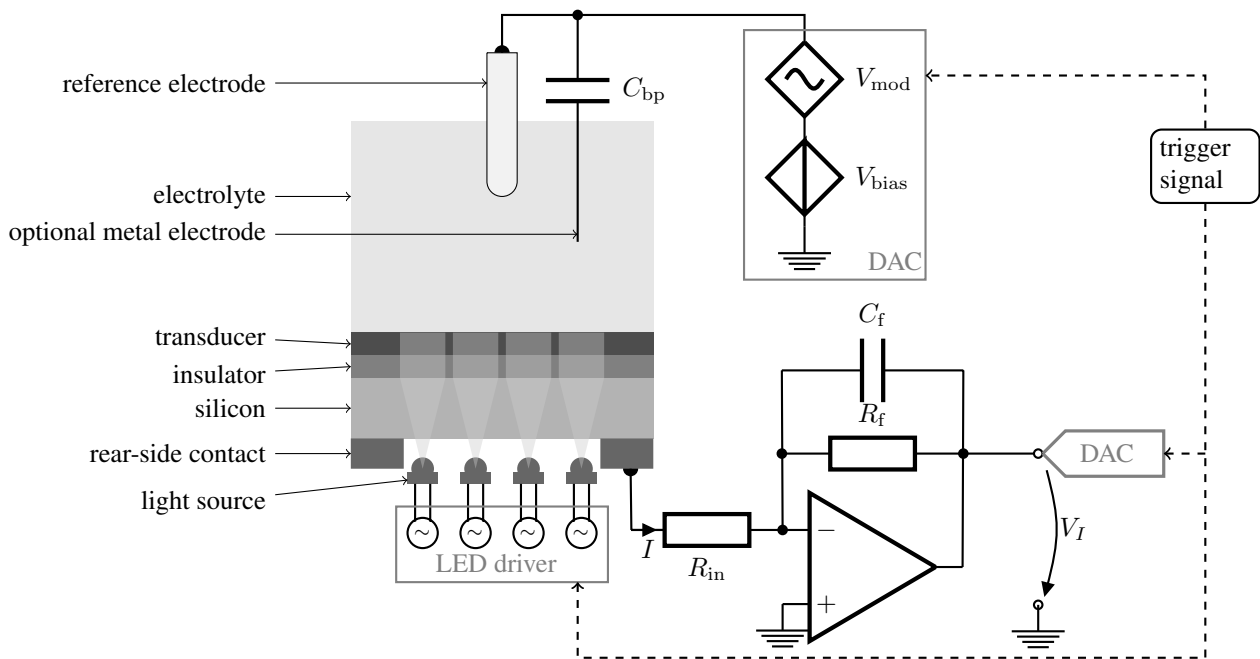 reference electrode
electrolyte
optional metal electrode
transducer
insulator
silicon
rear-side contact
light source
C_bp
V_mod
V_bias
DAC
trigger
signal
C_f
R_f
DAC
V_I
I
R_in
−
+
~ ~ ~ ~
LED driver